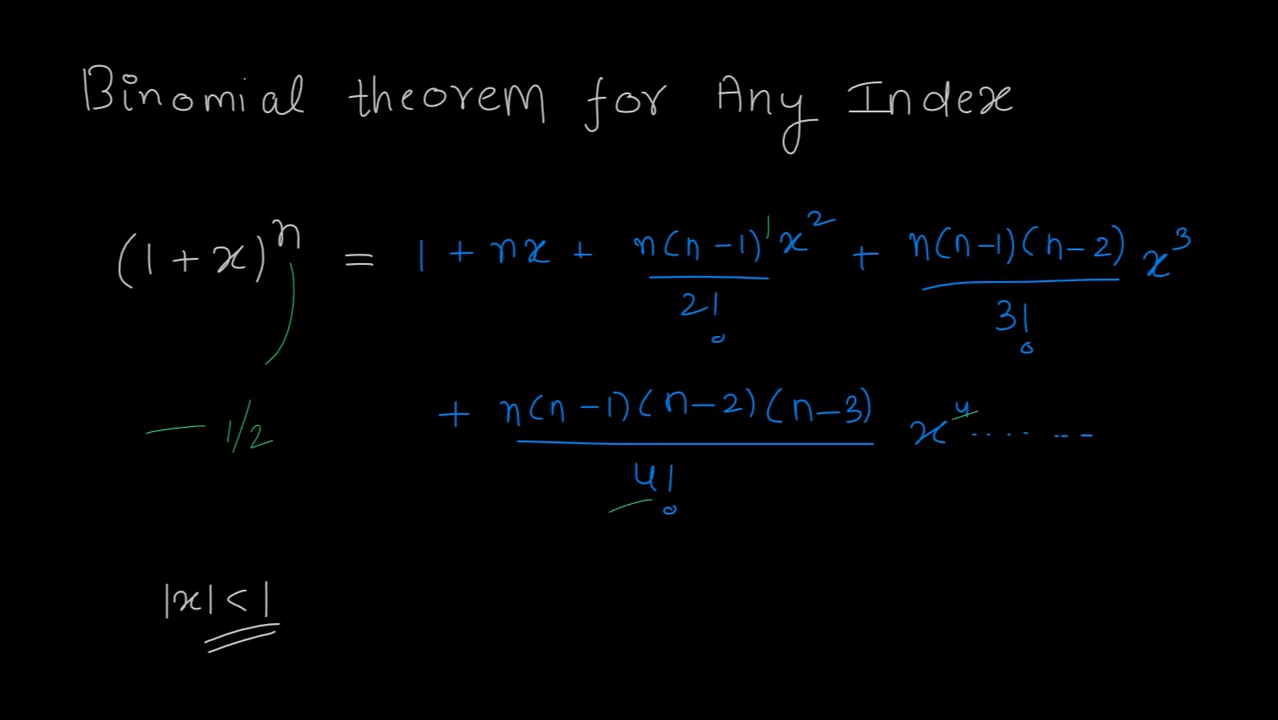 Binomial theorem for Any Index
(1+x)^n = 1 + nx + n(n-1)/2! x^2 + n(n-1)(n-2)/3! x^3
+ n(n-1)(n-2)(n-3)/4! x^4 ..... --
— 1/2
|x| < 1